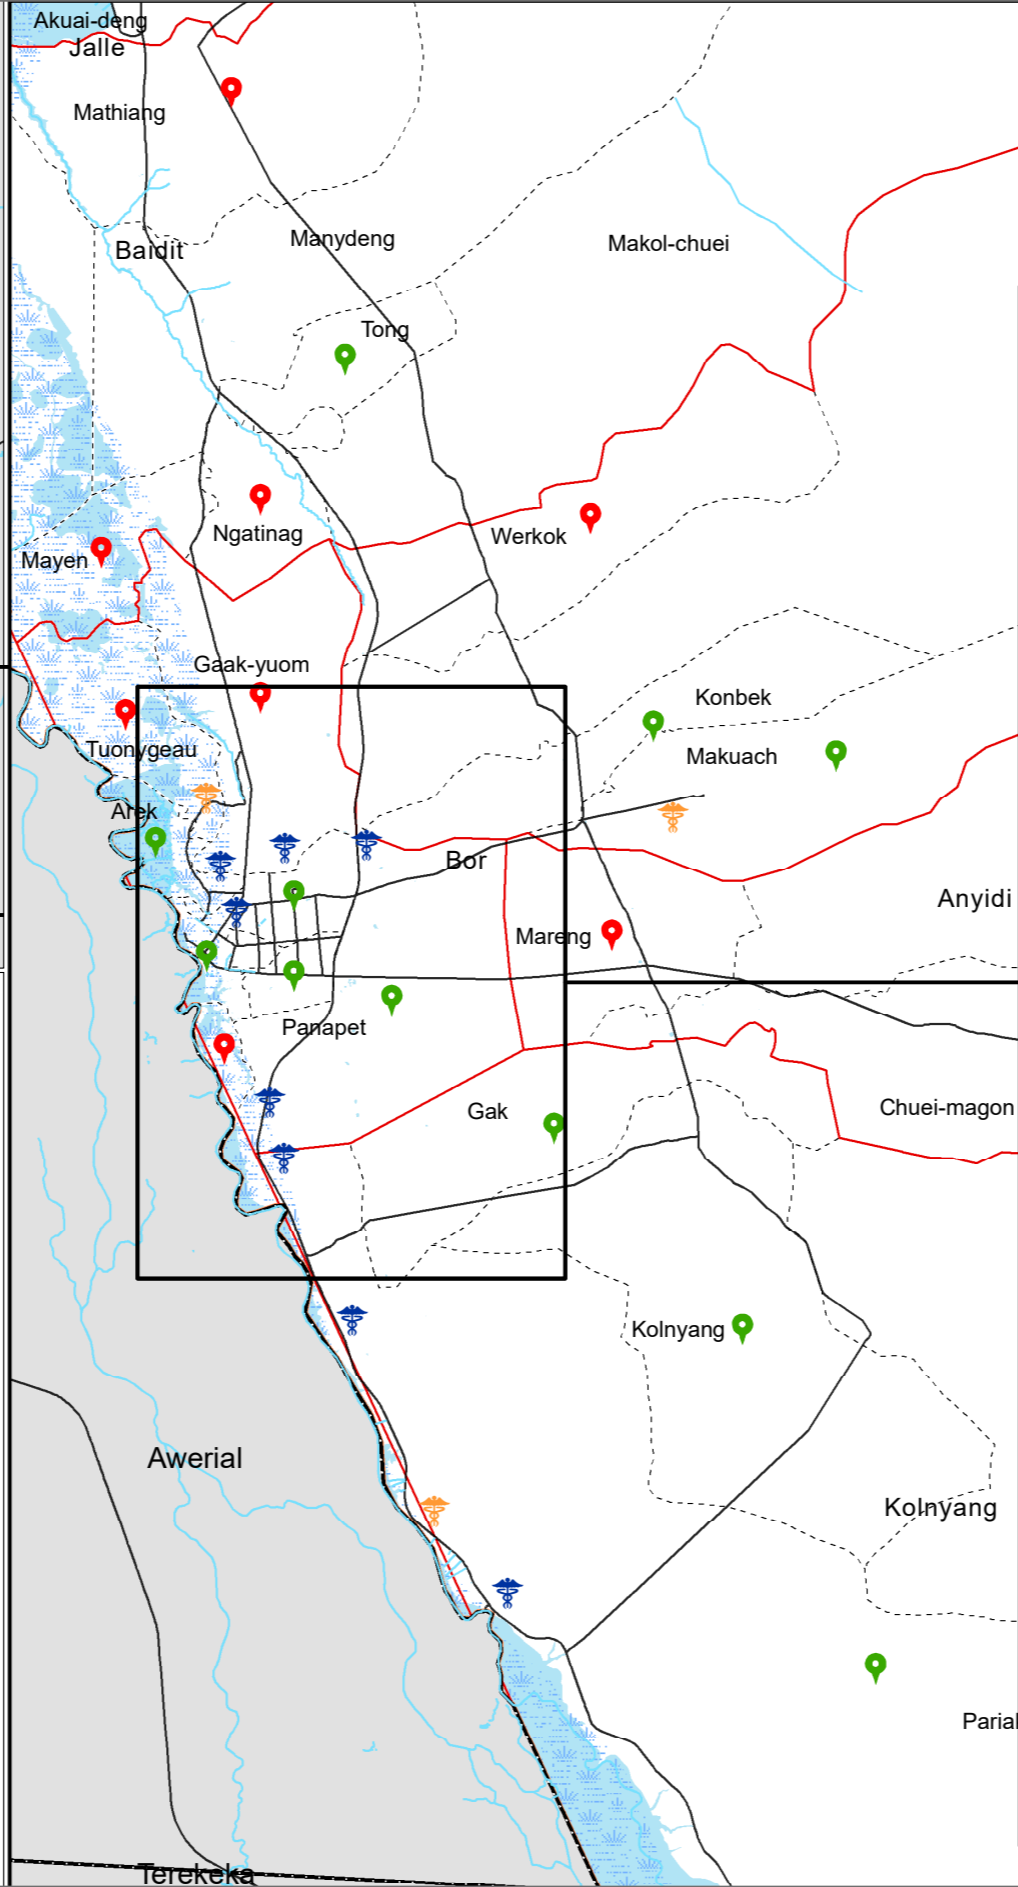 Akuai-deng
Jalle
Mathiang
Manydeng
Makol-chuei
Baidit
Tong
Ngatinag
Werkok
Mayen
Gaak-yuom
Konbek
Tuonygeau
Makuach
Arek
Bor
Anyidi
Mareng
Panapet
Gak
Chuei-magon
Kolnyang
Awerial
Kolnyang
Terekeka